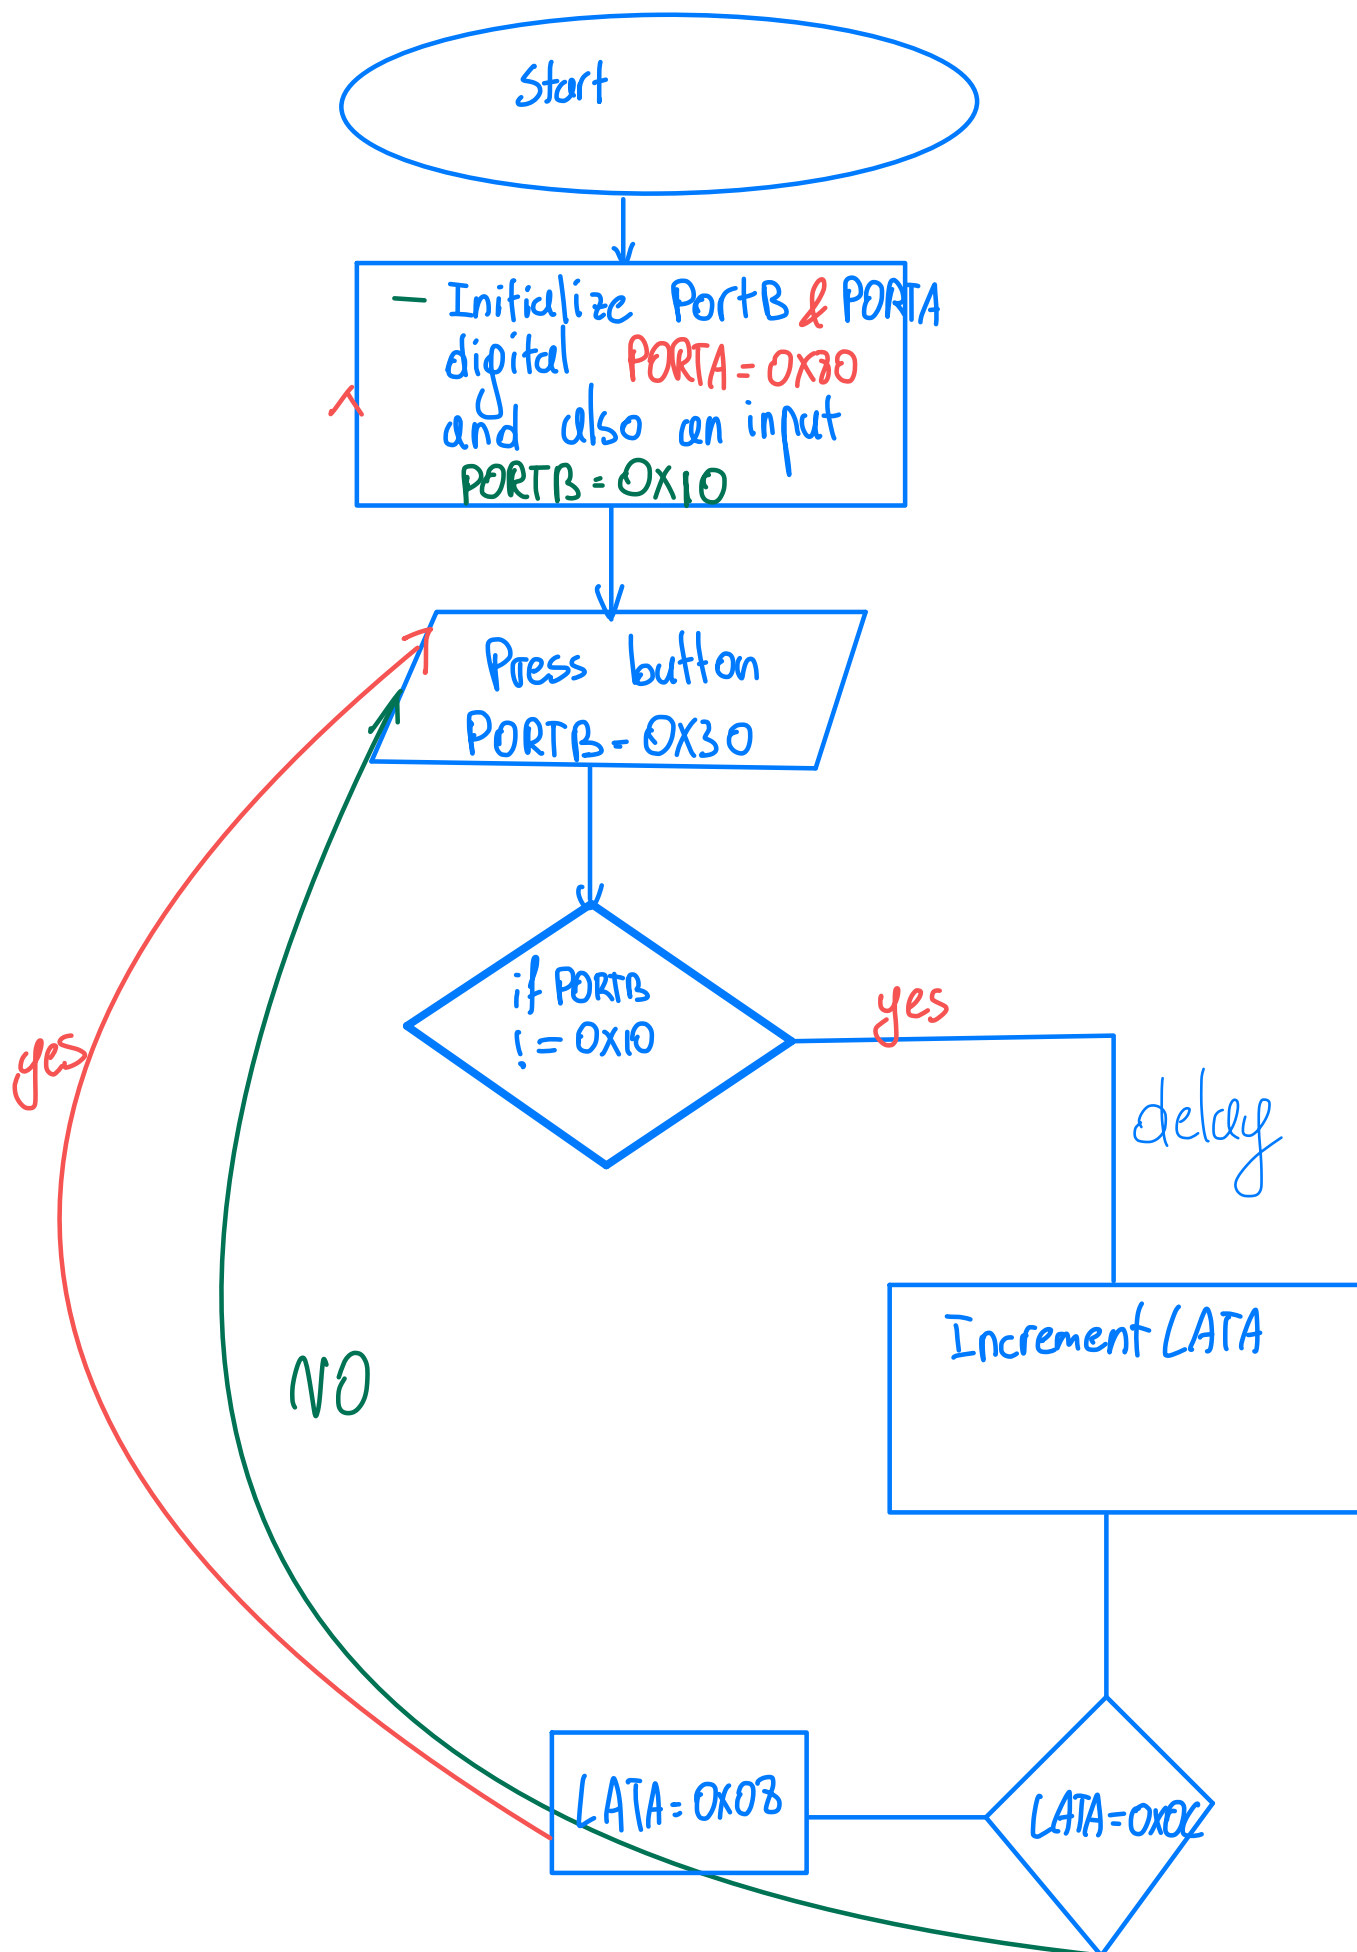 Start
- Initialize PortB & PORTA
digital PORTA = 0X80
and also an input
PORTB = 0X10
Press button
PORTB = 0X30
if PORTB
!= 0X10
yes
yes
delay
Increment LATA
NO
LATA = 0X08
LATA = 0X0C